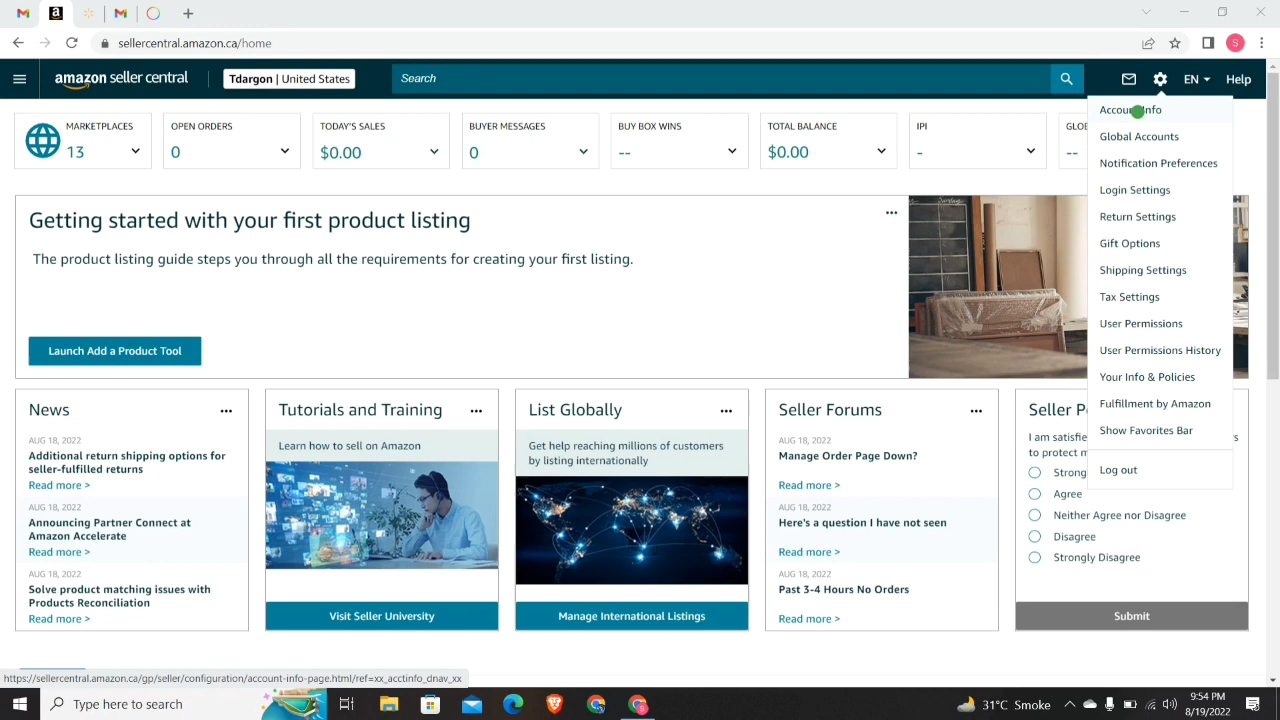 sellercentral.amazon.ca/home
S
amazon seller central
Tdargon | United States
Search
EN
Help
MARKETPLACES
13
OPEN ORDERS
0
TODAY'S SALES
$0.00
BUYER MESSAGES
0
BUY BOX WINS
--
TOTAL BALANCE
$0.00
IPI
-
GLOB
--
Account Info
Global Accounts
Notification Preferences
Login Settings
Return Settings
Gift Options
Shipping Settings
Tax Settings
User Permissions
User Permissions History
Your Info & Policies
Fulfillment by Amazon
Show Favorites Bar
Log out
Getting started with your first product listing
The product listing guide steps you through all the requirements for creating your first listing.
Launch Add a Product Tool
News
AUG 18, 2022
Additional return shipping options for
seller-fulfilled returns
Read more >
AUG 18, 2022
Announcing Partner Connect at
Amazon Accelerate
Read more >
AUG 18, 2022
Solve product matching issues with
Products Reconciliation
Read more >
Tutorials and Training
Learn how to sell on Amazon
Visit Seller University
List Globally
Get help reaching millions of customers
by listing internationally
Manage International Listings
Seller Forums
AUG 18, 2022
Manage Order Page Down?
Read more >
AUG 18, 2022
Here's a question I have not seen
Read more >
AUG 18, 2022
Past 3-4 Hours No Orders
Read more >
Seller P
I am satisfie
s
to protect m
Strong
Agree
Neither Agree nor Disagree
Disagree
Strongly Disagree
Submit
https://sellercentral.amazon.ca/gp/seller/configuration/account-info-page.html/ref=xx_acctinfo_dnav_xx
Type here to search
31°C Smoke
9:54 PM
8/19/2022